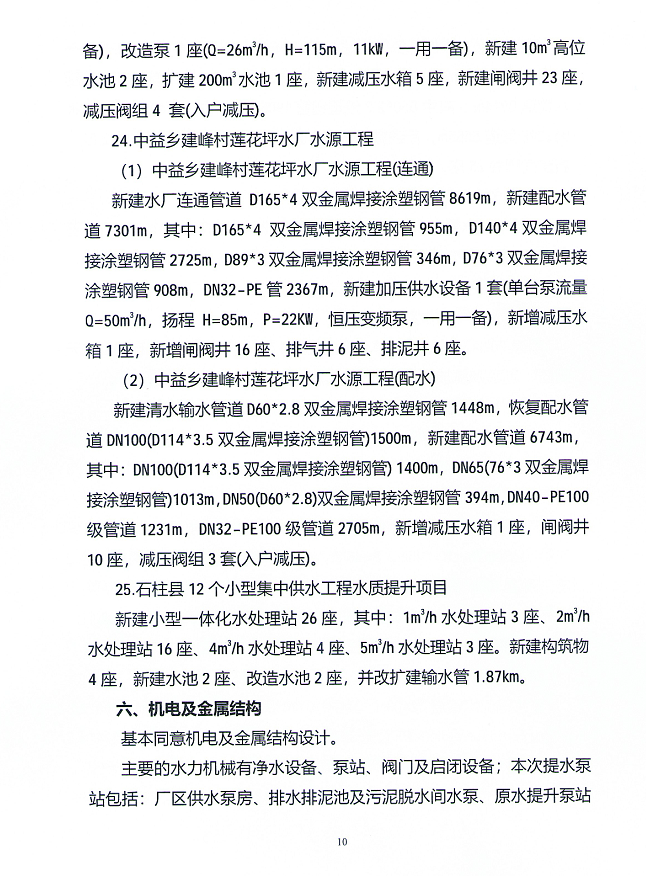 备)，改造泵 1 座(Q=26m³/h，H=115m，11kW，一用一备)，新建 10m³高位
水池 2 座，扩建 200m³水池 1 座，新建减压水箱 5 座，新建闸阀井 23 座，
减压阀组 4 套(入户减压)。
24.中益乡建峰村莲花坪水厂水源工程
（1）中益乡建峰村莲花坪水厂水源工程(连通)
新建水厂连通管道 D165*4 双金属焊接涂塑钢管 8619m，新建配水管
道 7301m，其中：D165*4 双金属焊接涂塑钢管 955m，D140*4 双金属焊
接涂塑钢管 2725m，D89*3 双金属焊接涂塑钢管 346m，D76*3 双金属焊接
涂塑钢管 908m，DN32-PE 管 2367m，新建加压供水设备 1 套(单台泵流量
Q=50m³/h，扬程 H=85m，P=22KW，恒压变频泵，一用一备)，新增减压水
箱 1 座，新增闸阀井 16 座、排气井 6 座、排泥井 6 座。
（2）中益乡建峰村莲花坪水厂水源工程(配水)
新建清水输水管道 D60*2.8 双金属焊接涂塑钢管 1448m，恢复配水管
道 DN100(D114*3.5 双金属焊接涂塑钢管)1500m，新建配水管道 6743m，
其中：DN100(D114*3.5 双金属焊接涂塑钢管) 1400m，DN65(76*3 双金属焊
接涂塑钢管)1013m，DN50(D60*2.8)双金属焊接涂塑钢管 394m，DN40-PE100
级管道 1231m，DN32-PE100 级管道 2705m，新增减压水箱 1 座，闸阀井
10 座，减压阀组 3 套(入户减压)。
25.石柱县 12 个小型集中供水工程水质提升项目
新建小型一体化水处理站 26 座，其中：1m³/h 水处理站 3 座、2m³/h
水处理站 16 座、4m³/h 水处理站 4 座、5m³/h 水处理站 3 座。新建构筑物
4 座，新建水池 2 座、改造水池 2 座，并改扩建输水管 1.87km。
六、机电及金属结构
基本同意机电及金属结构设计。
主要的水力机械有净水设备、泵站、阀门及启闭设备；本次提水泵
站包括：厂区供水泵房、排水排泥池及污泥脱水间水泵、原水提升泵站
10